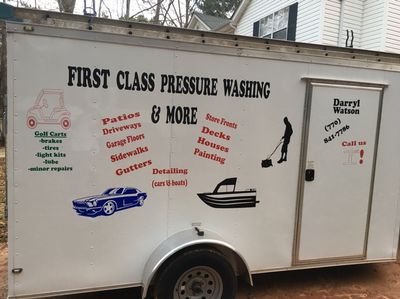 FIRST CLASS PRESSURE WASHING
& MORE
Golf Carts
-brakes
-tires
-light kits
-lube
-minor repairs
Patios
Driveways
Garage Floors
Sidewalks
Gutters
Store Fronts
Decks
Houses
Painting
Detailing
(cars & boats)
Darryl
Watson
(770)
841-7786
Call us